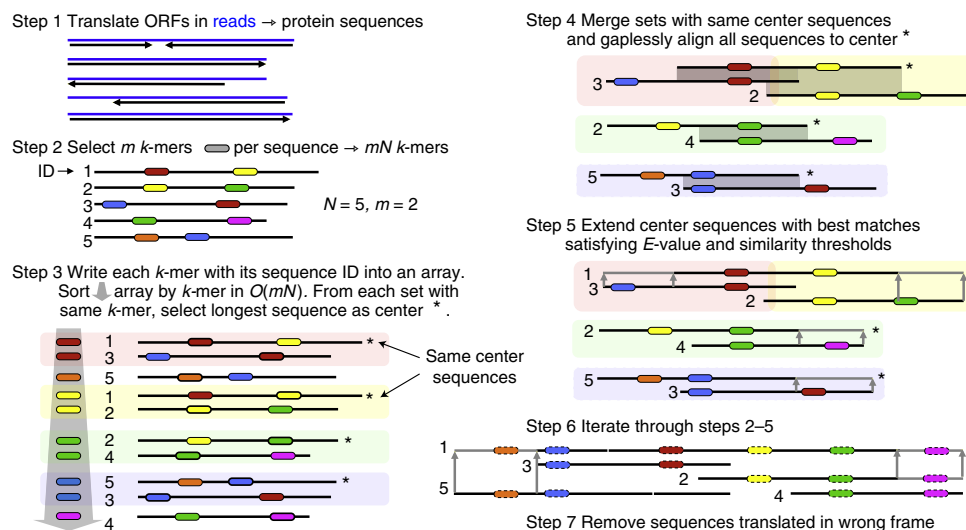 Step 1 Translate ORFs in reads → protein sequences
Step 2 Select m k-mers per sequence → mN k-mers
ID → 1
2
3
4
5
N = 5, m = 2
Step 3 Write each k-mer with its sequence ID into an array.
Sort array by k-mer in O(mN). From each set with
same k-mer, select longest sequence as center * .
1 *
3
5
1 *
2
2 *
4
5 *
3
4
Same center
sequences
Step 4 Merge sets with same center sequences
and gaplessly align all sequences to center *
*
3
2
2 *
4
5 *
3
Step 5 Extend center sequences with best matches
satisfying E-value and similarity thresholds
1
3
2
2 *
4
5 *
3
Step 6 Iterate through steps 2–5
1
3
2
5
4
Step 7 Remove sequences translated in wrong frame